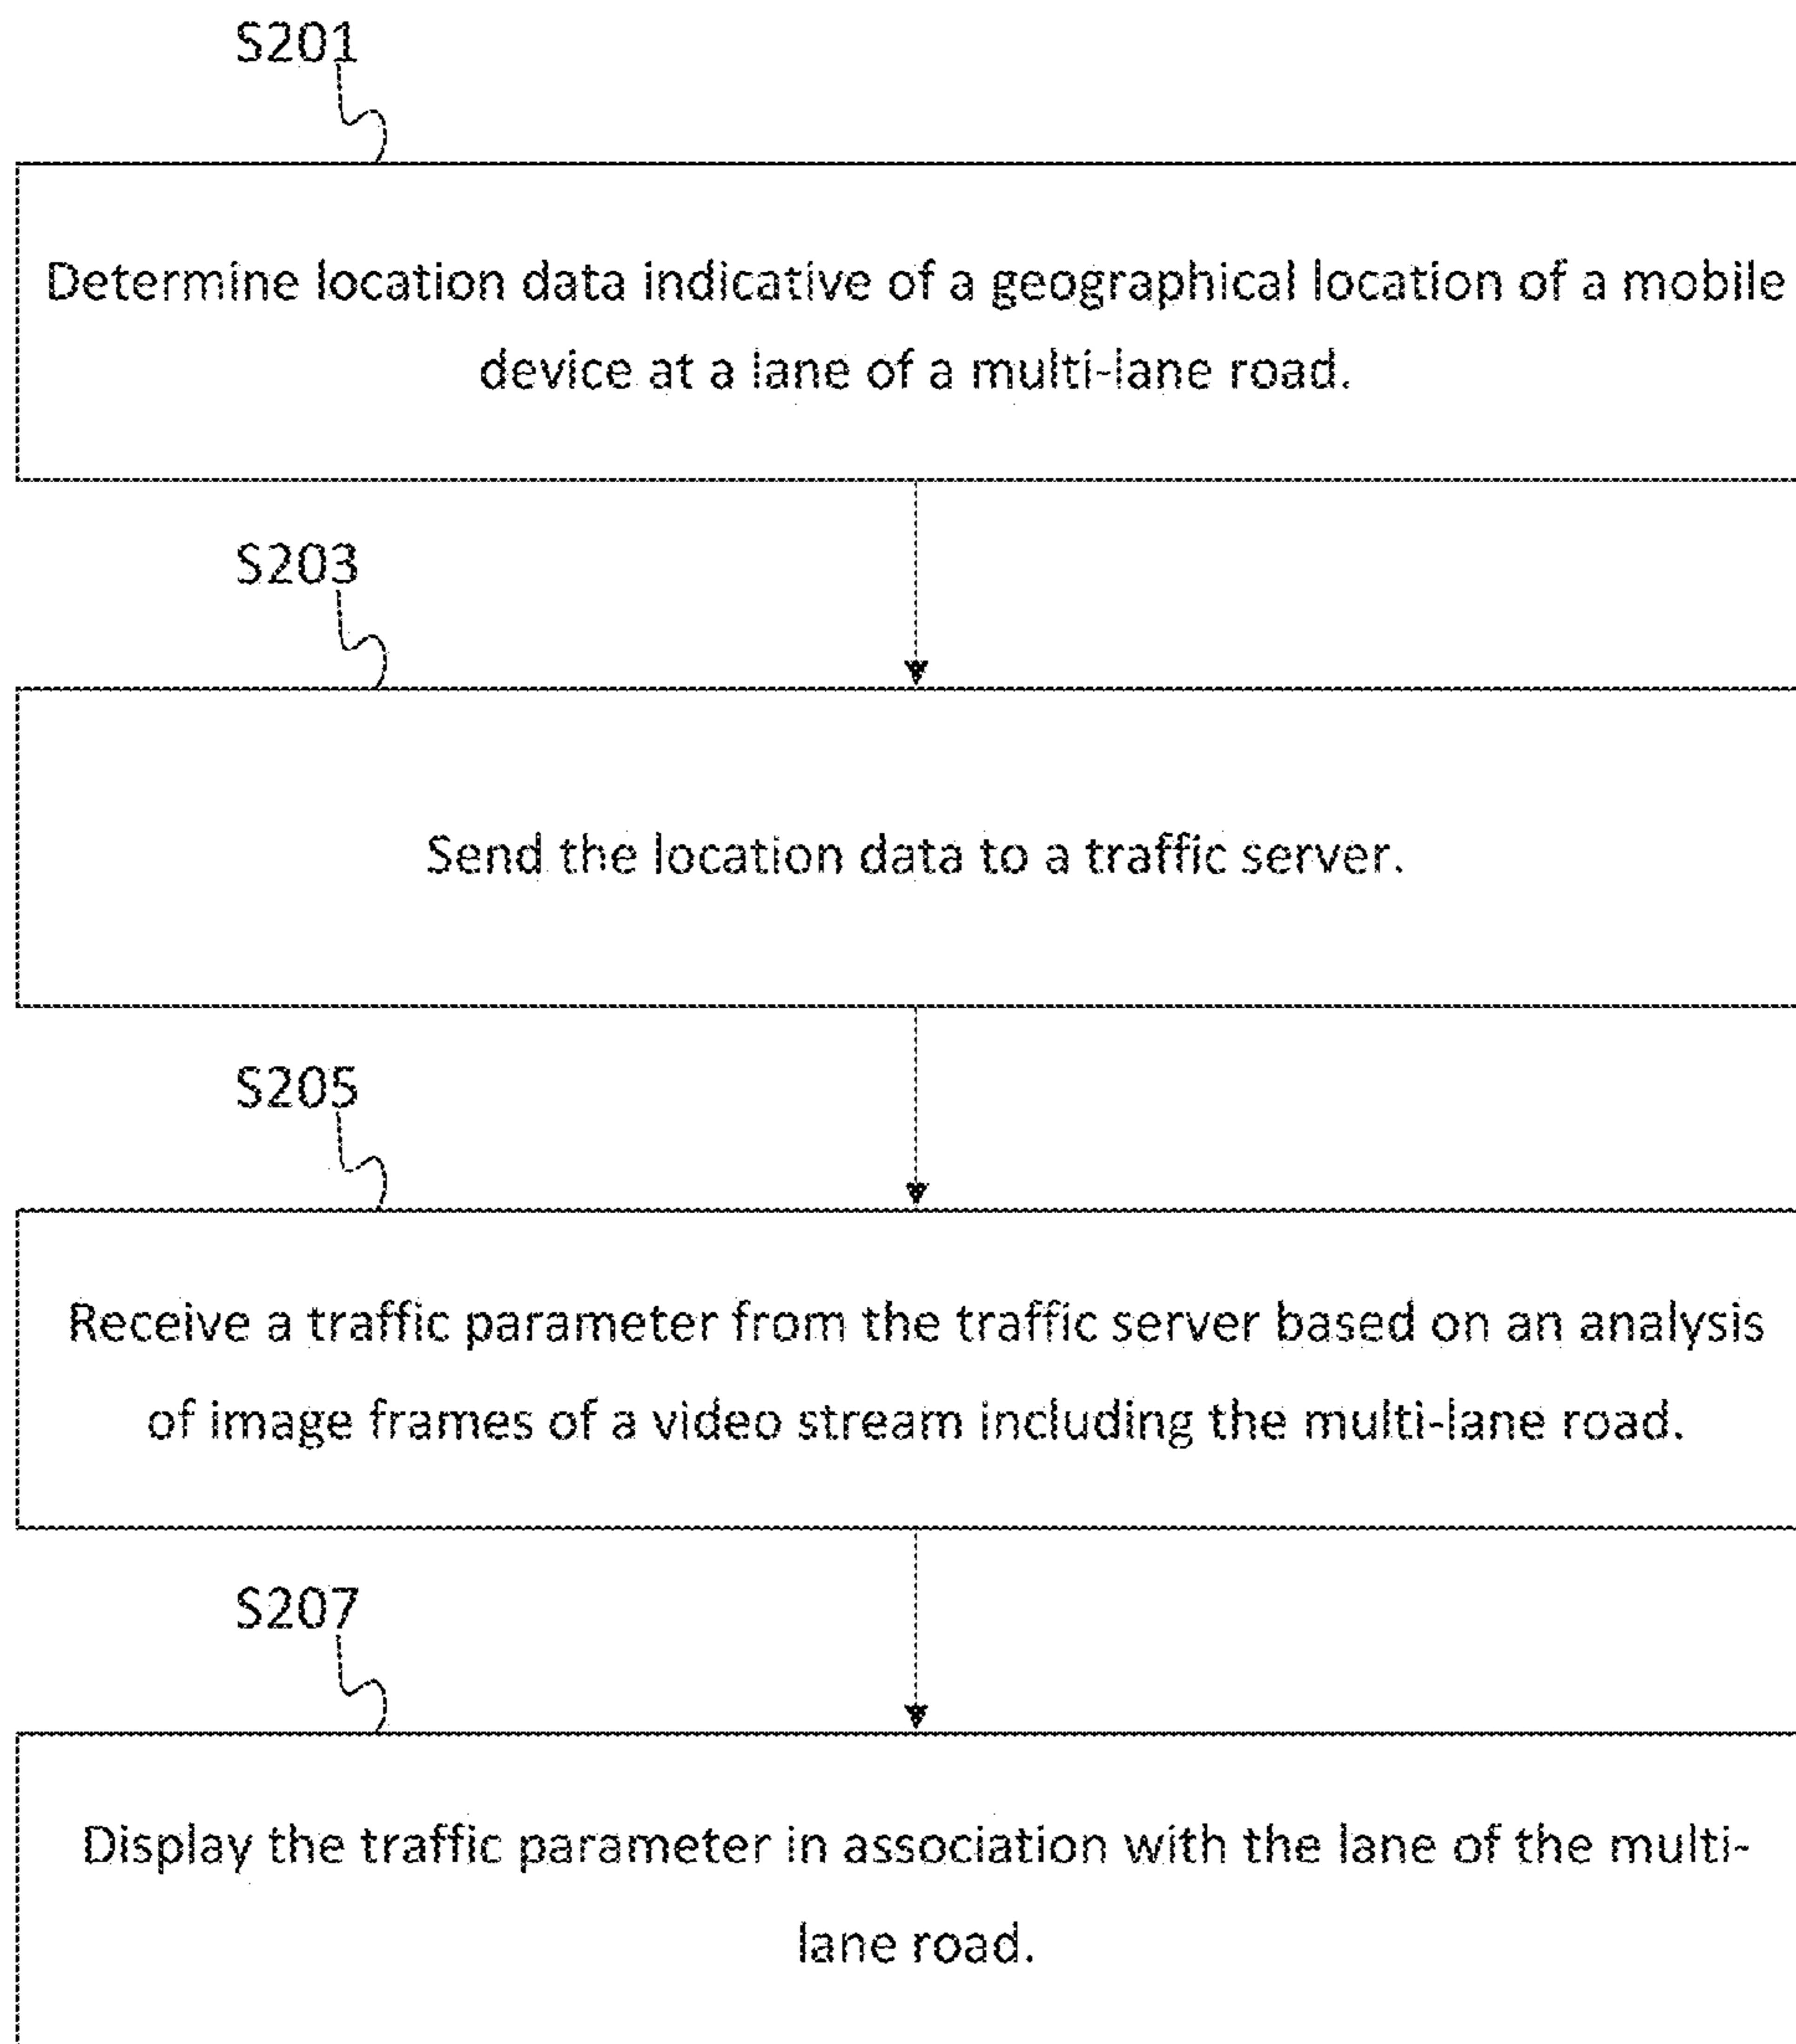 S201
Determine location data indicative of a geographical location of a mobile
device at a lane of a multi-lane road.
S203
Send the location data to a traffic server.
S205
Receive a traffic parameter from the traffic server based on an analysis
of image frames of a video stream including the multi-lane road.
S207
Display the traffic parameter in association with the lane of the multi-
lane road.